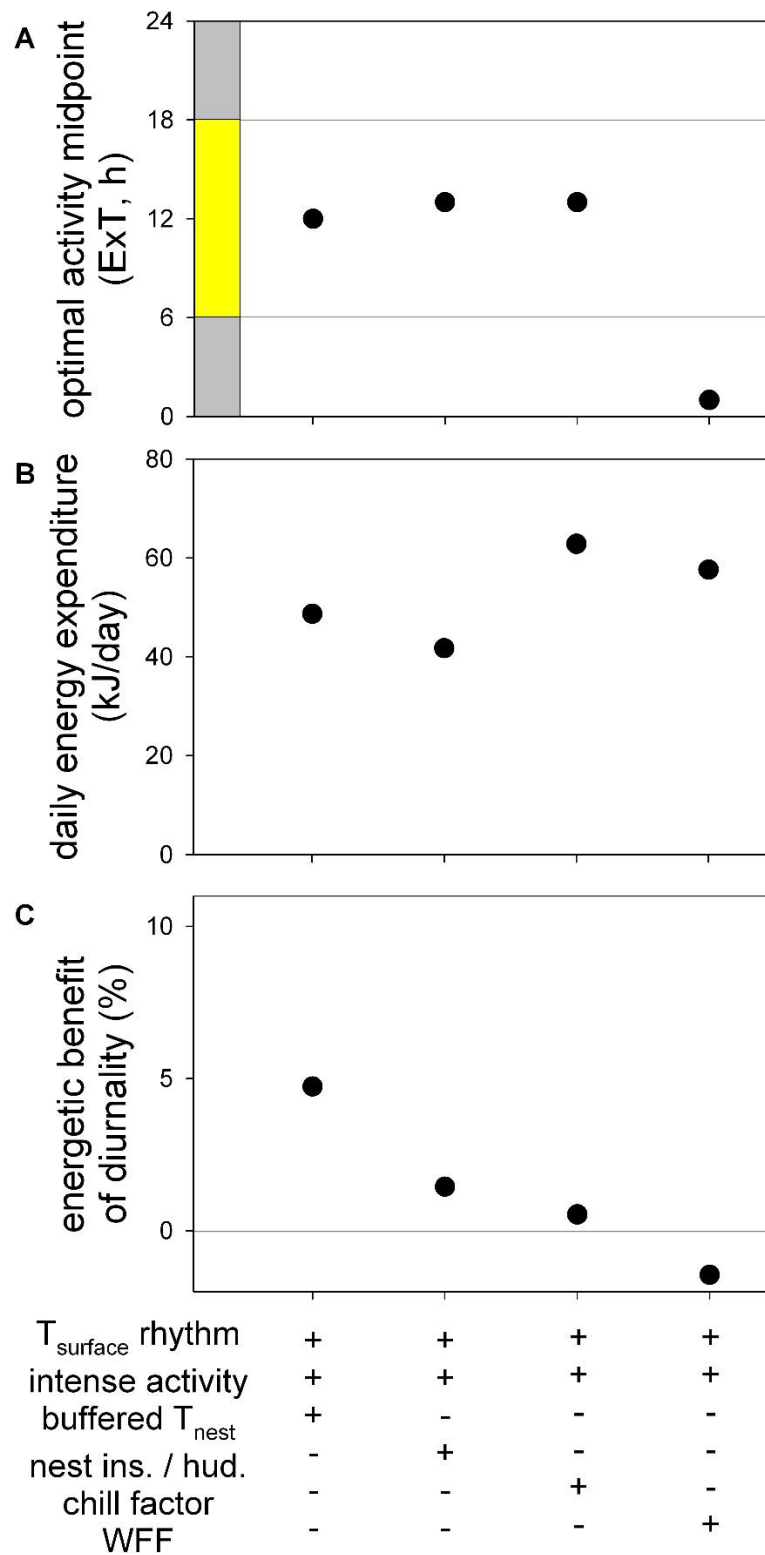 A
optimal activity midpoint
(ExT, h)
24
18
12
6
0
B
daily energy expenditure
(kJ/day)
80
60
40
20
0
C
energetic benefit
of diurnality (%)
10
5
0
Tsurface rhythm + + + +
intense activity + + + +
buffered Tnest + - - -
nest ins. / hud. - + - -
chill factor - - + -
WFF - - - +